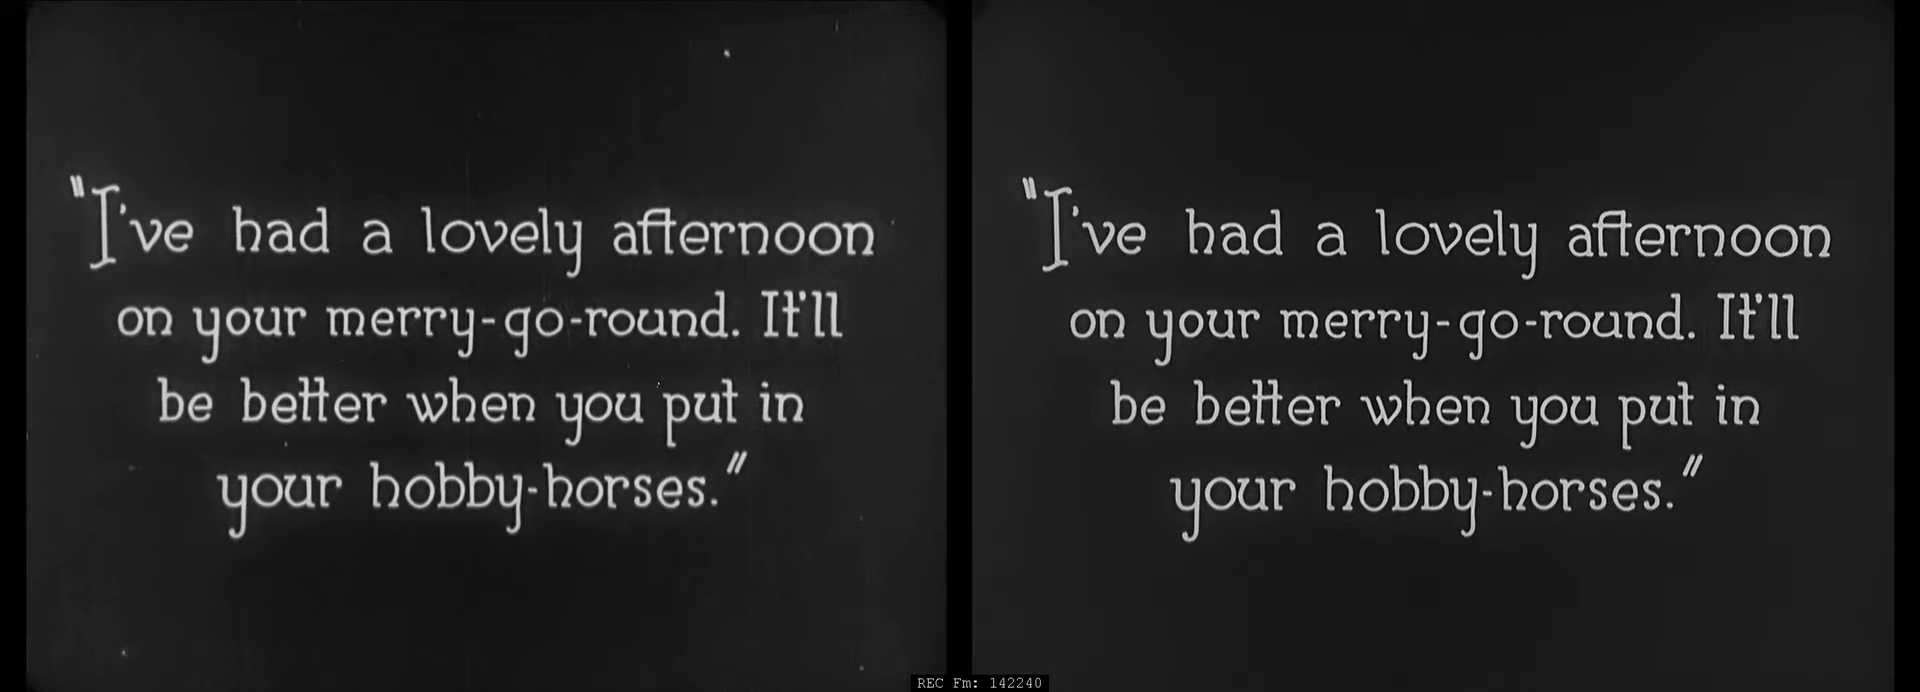 "I've had a lovely afternoon
on your merry-go-round. It'll
be better when you put in
your hobby-horses."
"I've had a lovely afternoon
on your merry-go-round. It'll
be better when you put in
your hobby-horses."
REC Fm: 142240